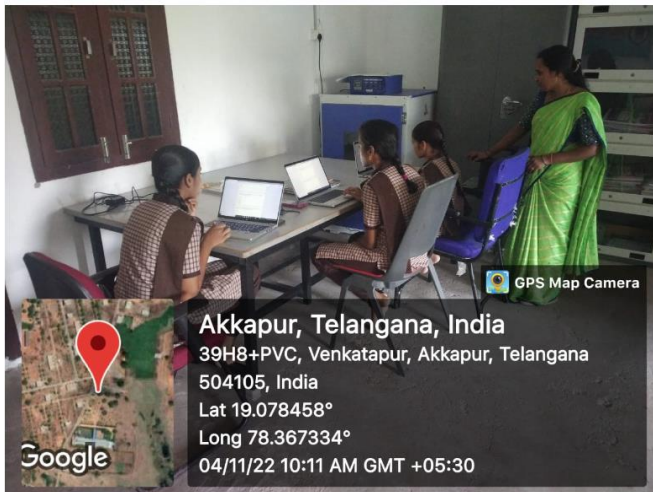 GPS Map Camera
Akkapur, Telangana, India
39H8+PVC, Venkatapur, Akkapur, Telangana
504105, India
Lat 19.078458°
Long 78.367334°
04/11/22 10:11 AM GMT +05:30
Google